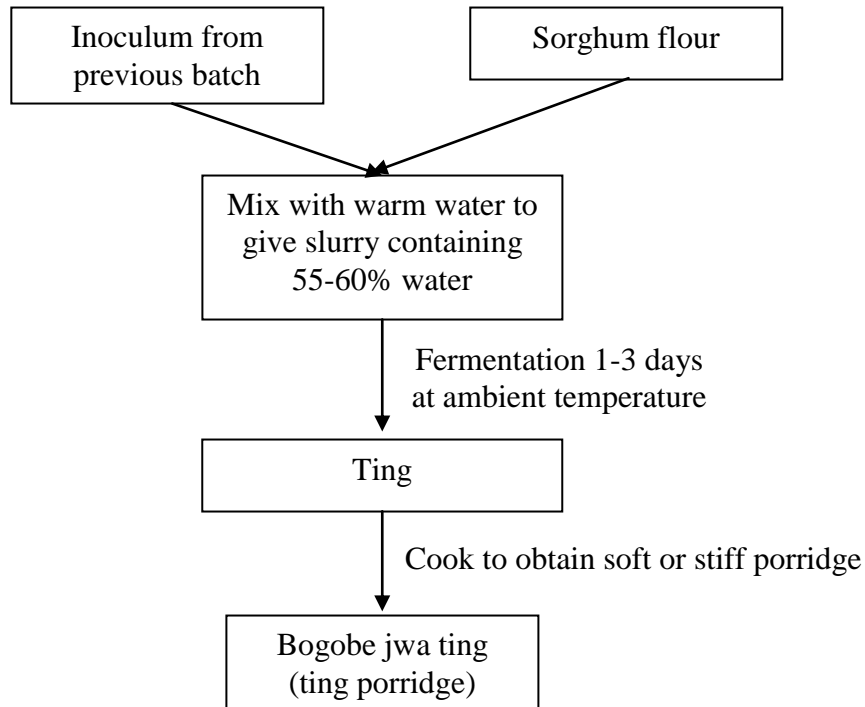 Inoculum from
previous batch
Sorghum flour
Mix with warm water to
give slurry containing
55-60% water
Fermentation 1-3 days
at ambient temperature
Ting
Cook to obtain soft or stiff porridge
Bogobe jwa ting
(ting porridge)